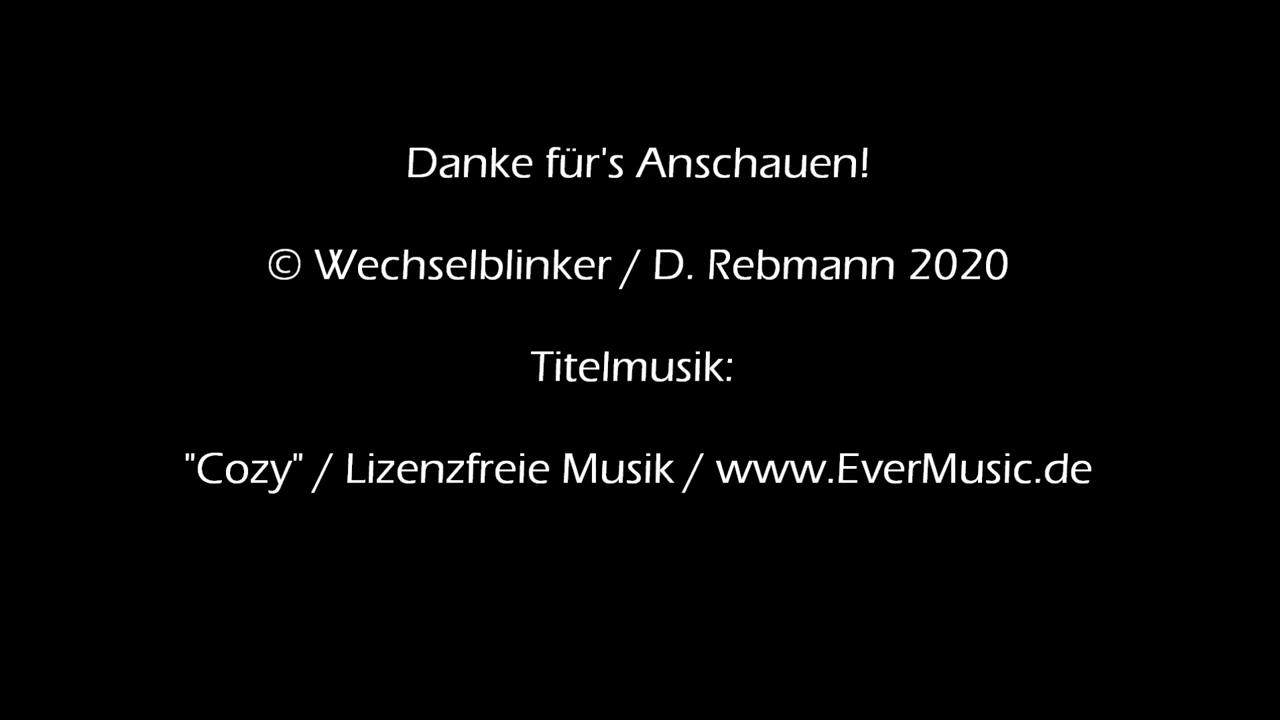 Danke für's Anschauen!
© Wechselblinker / D. Rebmann 2020
Titelmusik:
"Cozy" / Lizenzfreie Musik / www.EverMusic.de